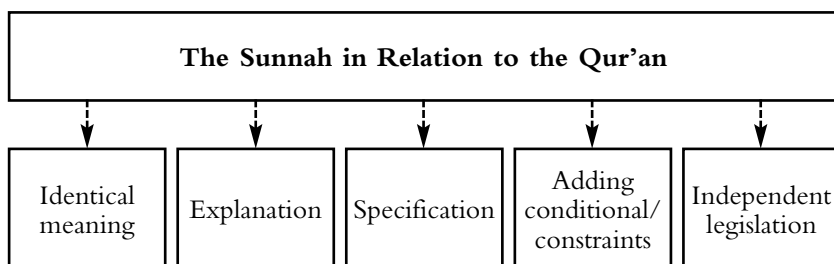 The Sunnah in Relation to the Qur’an
Identical
meaning
Explanation
Specification
Adding
conditional/
constraints
Independent
legislation